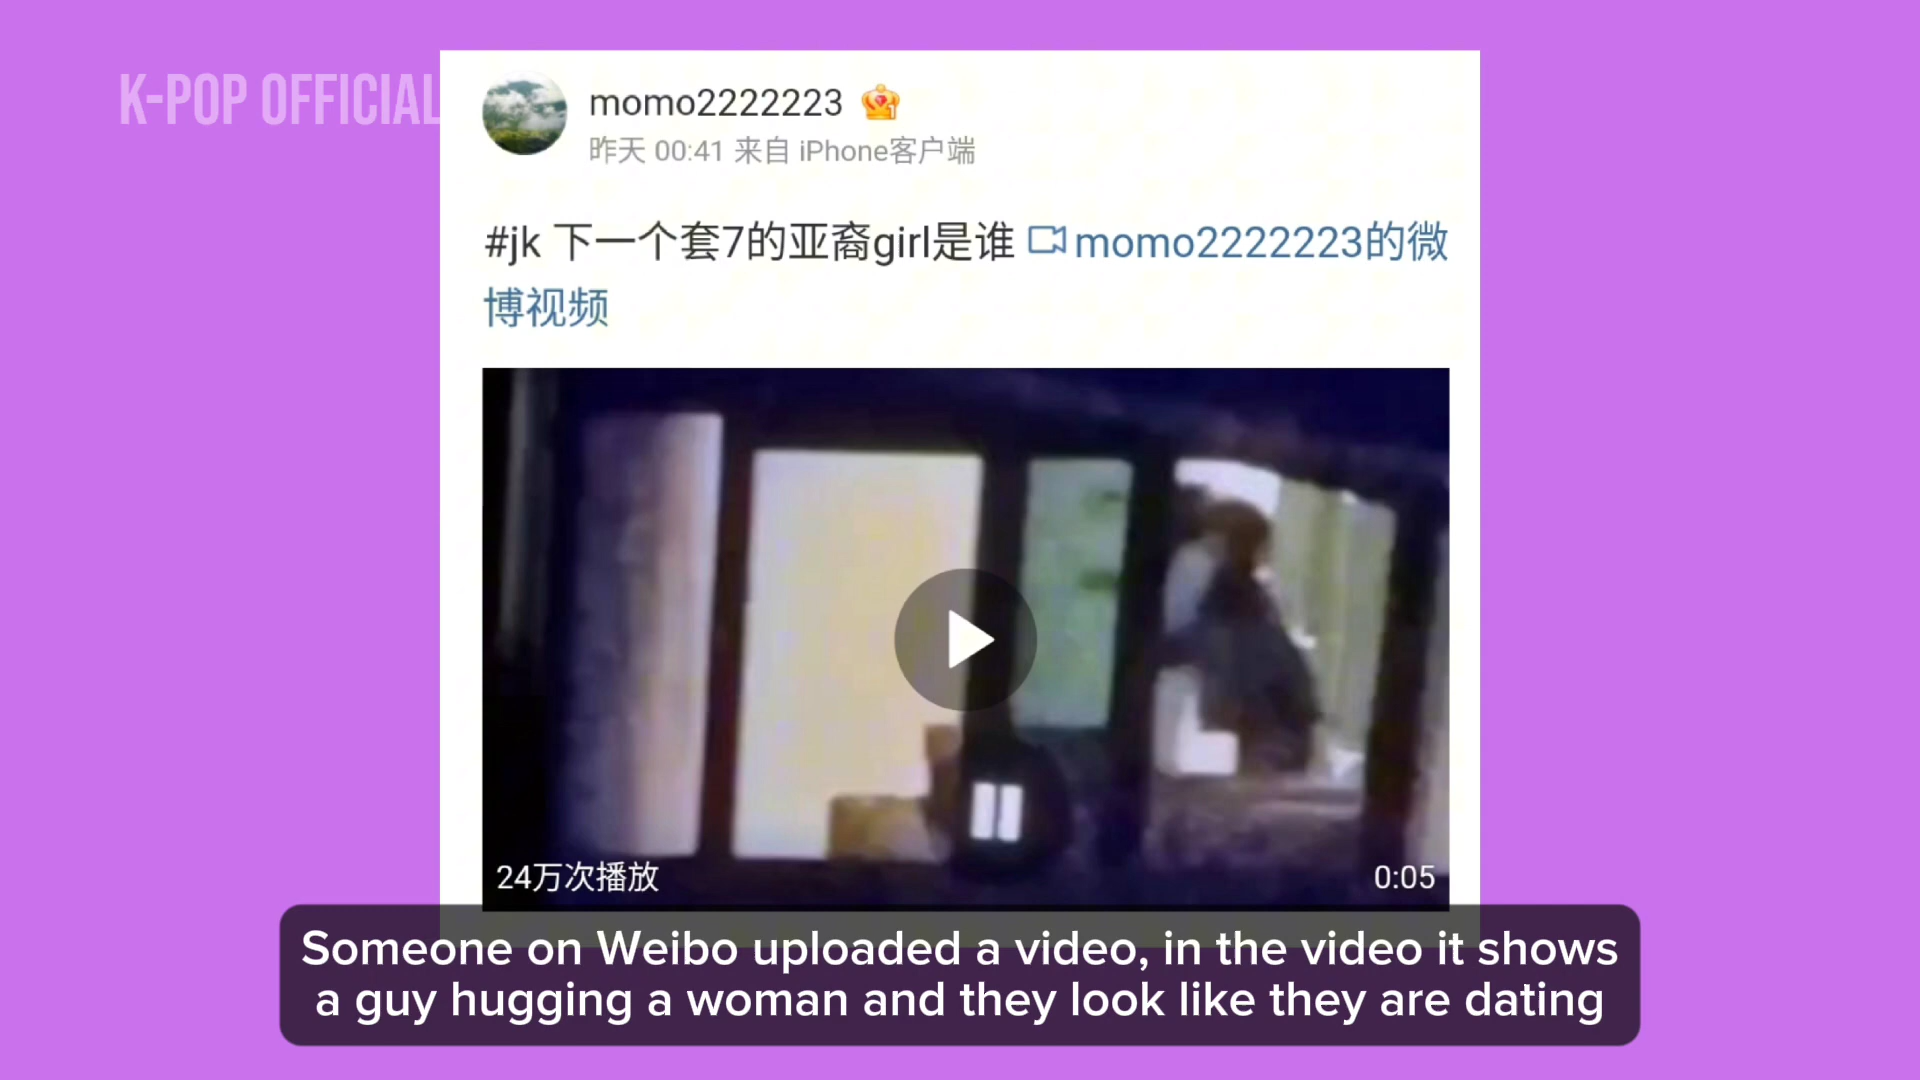 K-POP OFFICIAL
momo2222223
昨天 00:41 来自 iPhone客户端
#jk 下一个套7的亚裔girl是谁 momo2222223的微
博视频
24万次播放
0:05
Someone on Weibo uploaded a video, in the video it shows
a guy hugging a woman and they look like they are dating